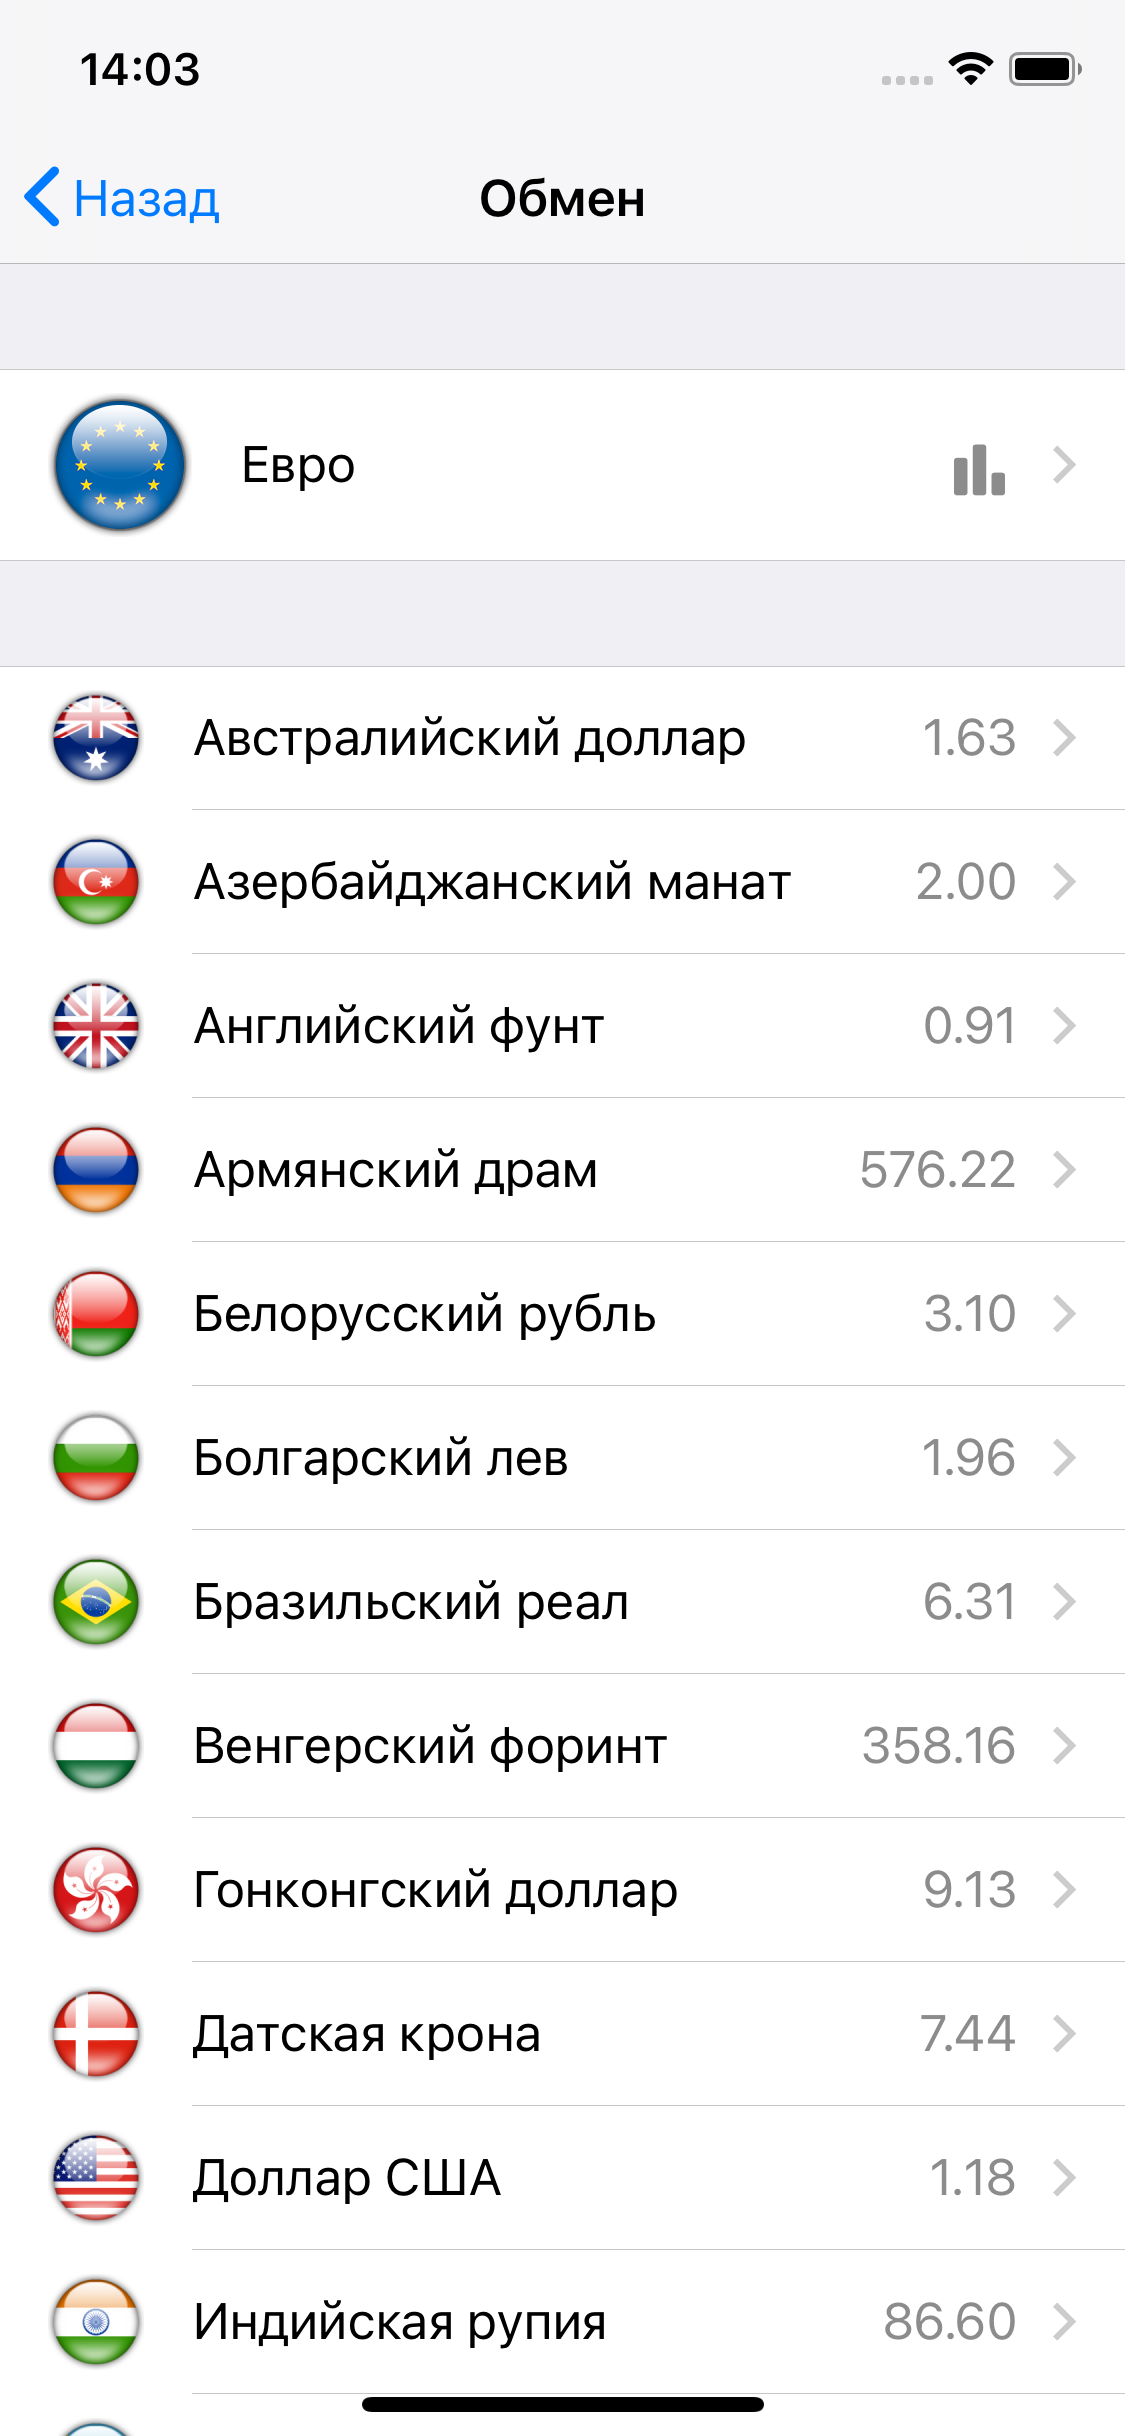 14:03
Назад
Обмен
Евро
Австралийский доллар 1.63
Азербайджанский манат 2.00
Английский фунт 0.91
Армянский драм 576.22
Белорусский рубль 3.10
Болгарский лев 1.96
Бразильский реал 6.31
Венгерский форинт 358.16
Гонконгский доллар 9.13
Датская крона 7.44
Доллар США 1.18
Индийская рупия 86.60